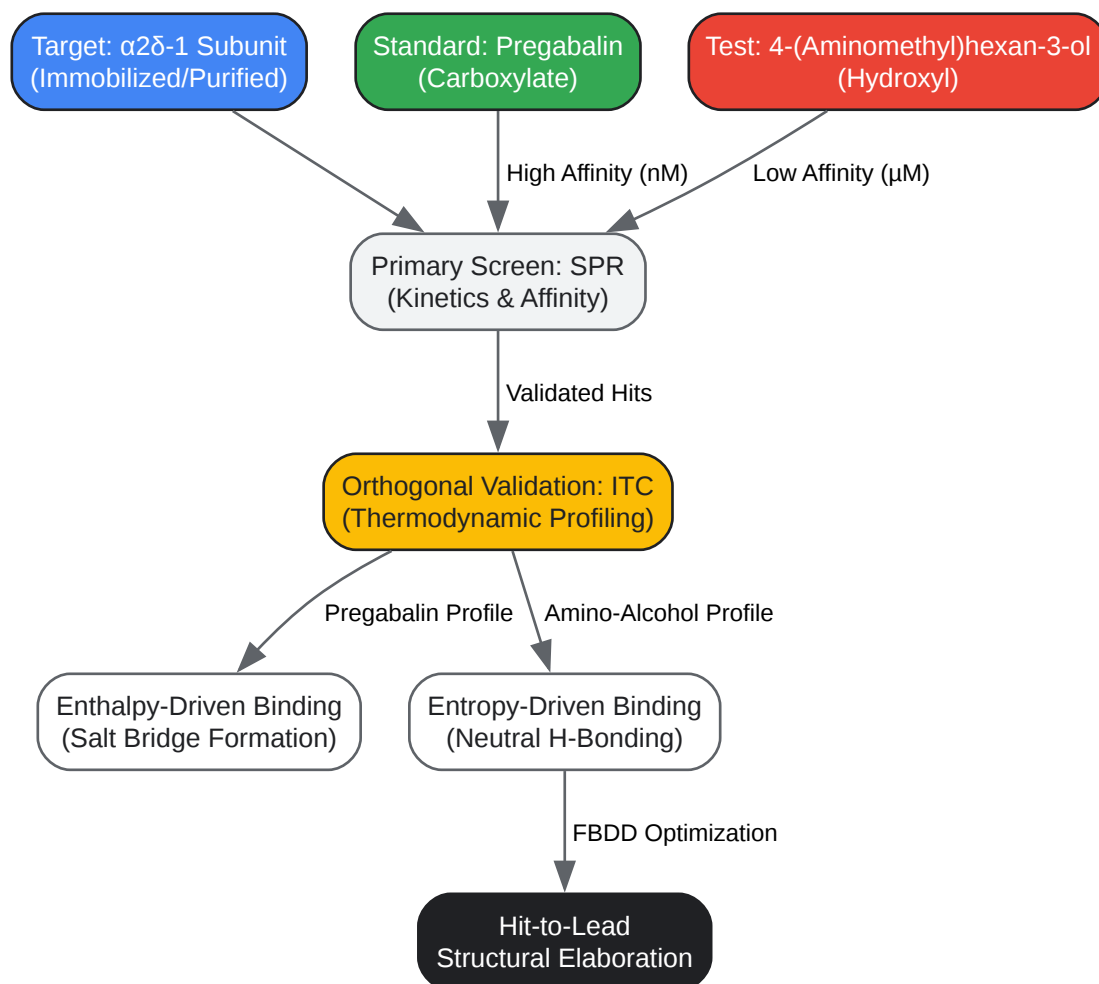 Target: α2δ-1 Subunit
(Immobilized/Purified)
Standard: Pregabalin
(Carboxylate)
Test: 4-(Aminomethyl)hexan-3-ol
(Hydroxyl)
High Affinity (nM)
Low Affinity (µM)
Primary Screen: SPR
(Kinetics & Affinity)
Validated Hits
Orthogonal Validation: ITC
(Thermodynamic Profiling)
Pregabalin Profile
Amino-Alcohol Profile
Enthalpy-Driven Binding
(Salt Bridge Formation)
Entropy-Driven Binding
(Neutral H-Bonding)
FBDD Optimization
Hit-to-Lead
Structural Elaboration